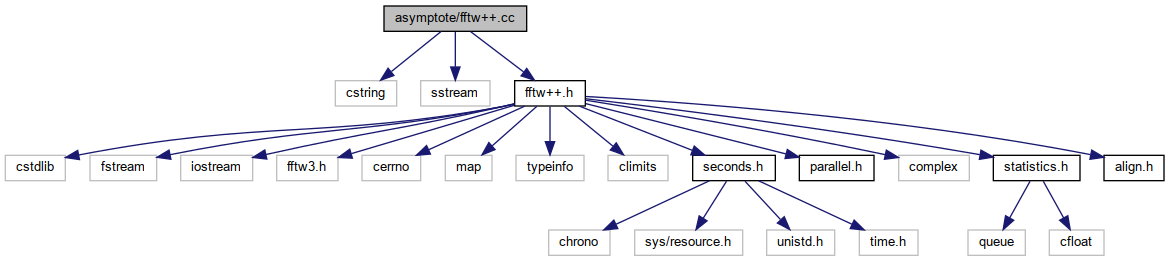 asymptote/fftw++.cc
cstring
sstream
fftw++.h
cstdlib
fstream
iostream
fftw3.h
cerrno
map
typeinfo
climits
seconds.h
parallel.h
complex
statistics.h
align.h
chrono
sys/resource.h
unistd.h
time.h
queue
cfloat